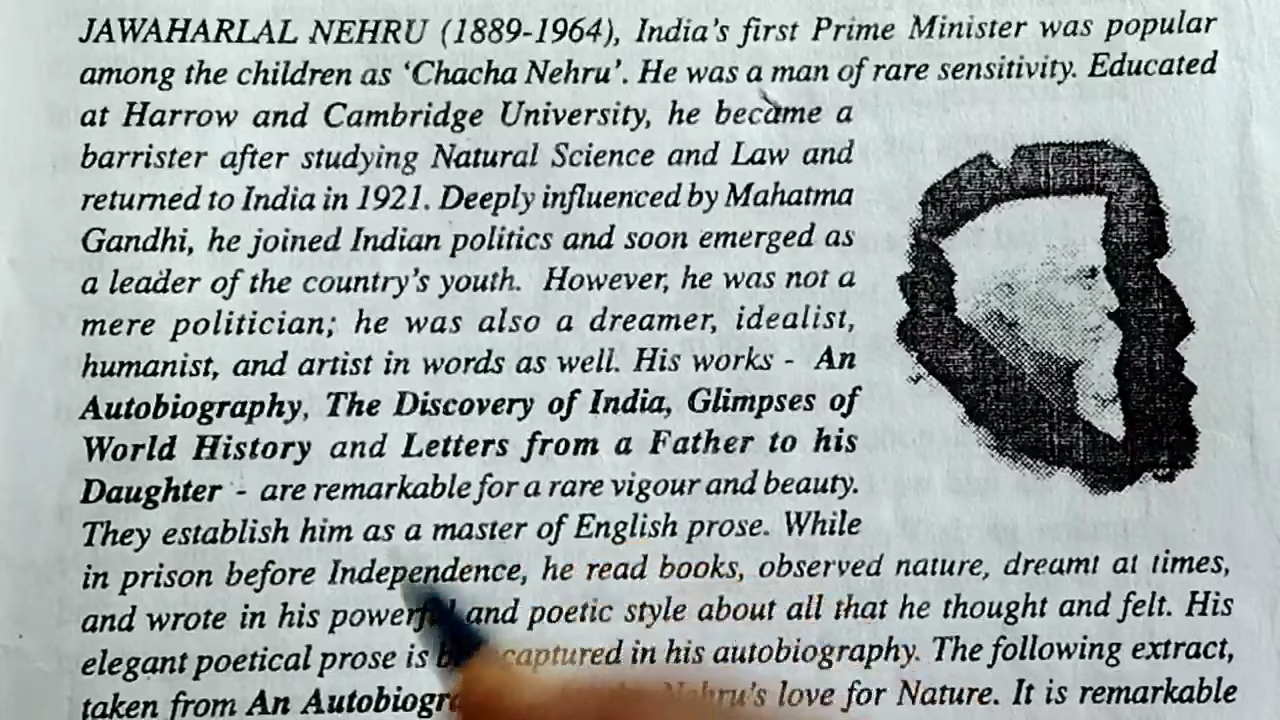 JAWAHARLAL NEHRU (1889-1964), India's first Prime Minister was popular
among the children as 'Chacha Nehru'. He was a man of rare sensitivity. Educated
at Harrow and Cambridge University, he became a
barrister after studying Natural Science and Law and
returned to India in 1921. Deeply influenced by Mahatma
Gandhi, he joined Indian politics and soon emerged as
a leader of the country's youth. However, he was not a
mere politician; he was also a dreamer, idealist,
humanist, and artist in words as well. His works - An
Autobiography, The Discovery of India, Glimpses of
World History and Letters from a Father to his
Daughter - are remarkable for a rare vigour and beauty.
They establish him as a master of English prose. While
in prison before Independence, he read books, observed nature, dreamt at times,
and wrote in his powerful and poetic style about all that he thought and felt. His
elegant poetical prose is captured in his autobiography. The following extract,
taken from An Nehru's love for Nature. It is remarkable